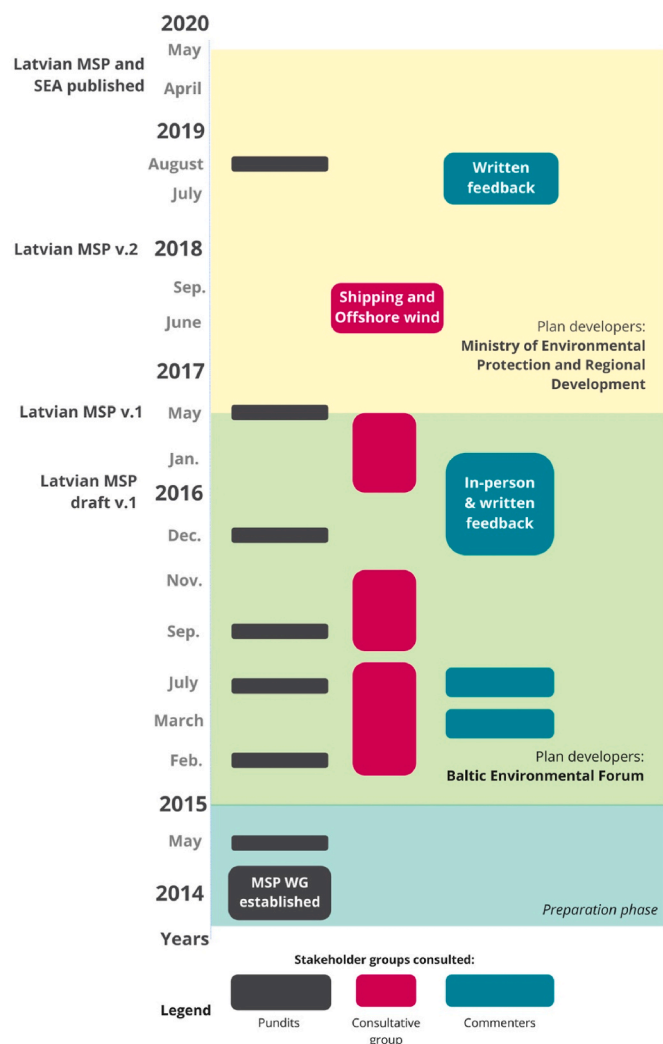 2020
May
Latvian MSP and
SEA published
April
2019
August
Written
feedback
July
Latvian MSP v.2
2018
Sep.
Shipping and
Offshore wind
June
Plan developers:
Ministry of Environmental
Protection and Regional
Development
2017
Latvian MSP v.1
May
Jan.
Latvian MSP
draft v.1
2016
In-person
& written
feedback
Dec.
Nov.
Sep.
July
March
Feb.
Plan developers:
Baltic Environmental Forum
2015
May
2014
MSP WG
established
Preparation phase
Years
Stakeholder groups consulted:
Legend
Pundits
Consultative
group
Commenters